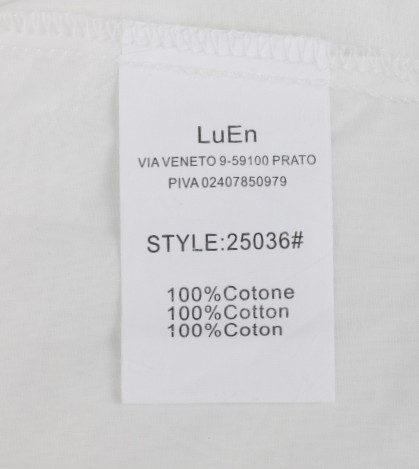 LuEn
VIA VENETO 9-59100 PRATO
PIVA 02407850979
STYLE:25036#
100%Cotone
100%Cotton
100%Coton